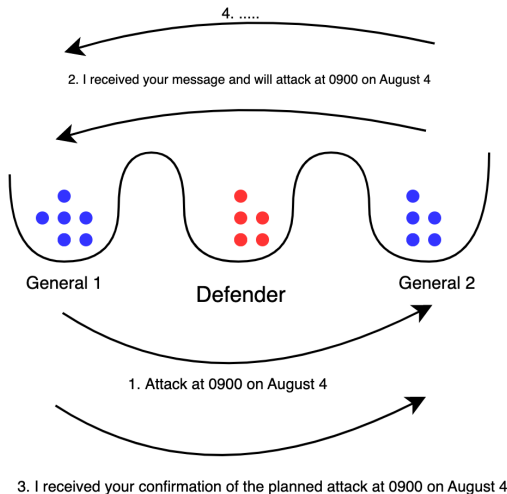 4. .....
2. I received your message and will attack at 0900 on August 4
General 1
Defender
General 2
1. Attack at 0900 on August 4
3. I received your confirmation of the planned attack at 0900 on August 4